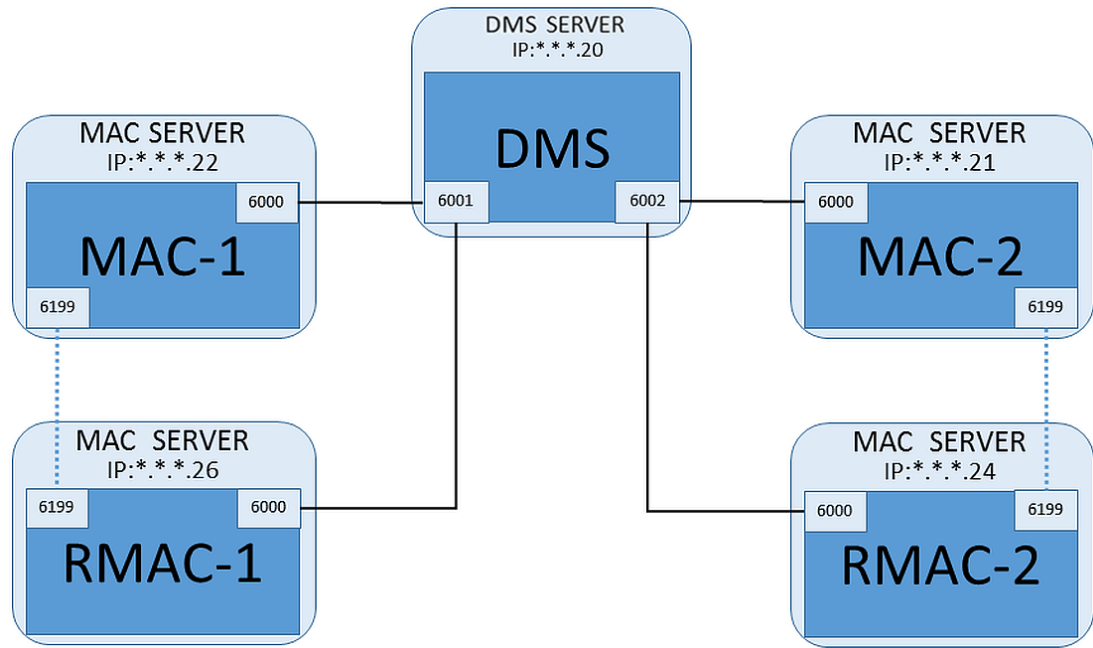 DMS SERVER
IP:*.*.*.20
DMS
6001
6002
MAC SERVER
IP:*.*.*.22
6000
MAC-1
6199
MAC SERVER
IP:*.*.*.21
6000
MAC-2
6199
MAC SERVER
IP:*.*.*.26
6199
6000
RMAC-1
MAC SERVER
IP:*.*.*.24
6000
6199
RMAC-2